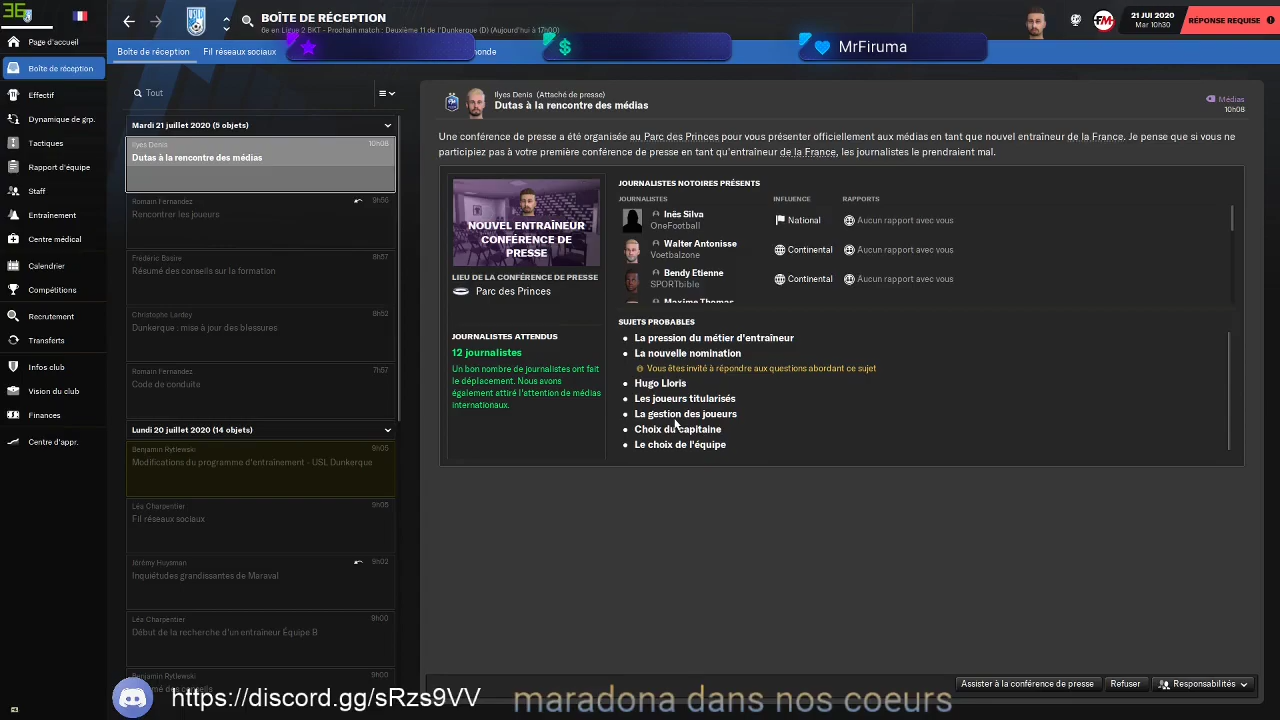 36
BOÎTE DE RÉCEPTION
6e en Ligue 2 BKT - Prochain match : Deuxième 11 de l'Dunkerque (D) (Aujourd'hui à 17h00)
21 JUI 2020
Mar 10h30
RÉPONSE REQUISE
Boîte de réception
Fil réseaux sociaux
MrFiruma
Page d'accueil
Boîte de réception
Effectif
Dynamique de grp.
Tactiques
Rapport d'équipe
Staff
Entraînement
Centre médical
Calendrier
Compétitions
Recrutement
Transferts
Infos club
Vision du club
Finances
Centre d'appr.
Tout
Mardi 21 juillet 2020 (5 objets)
Ilyes Denis 10h08
Dutas à la rencontre des médias
Romain Fernandez 9h56
Rencontrer les joueurs
Frédéric Basire 8h57
Résumé des conseils sur la formation
Christophe Lardoy 8h52
Dunkerque : mise à jour des blessures
Romain Fernandez 7h57
Code de conduite
Lundi 20 juillet 2020 (14 objets)
Benjamin Rytlewski 9h05
Modifications du programme d'entraînement - USL Dunkerque
Léa Charpentier 9h05
Fil réseaux sociaux
Jérémy Huysman 9h02
Inquiétudes grandissantes de Maraval
Léa Charpentier 9h00
Début de la recherche d'un entraîneur Équipe B
Benjamin Rytlewski 9h00
Ilyes Denis (Attaché de presse)
Dutas à la rencontre des médias
Médias
10h08
Une conférence de presse a été organisée au Parc des Princes pour vous présenter officiellement aux médias en tant que nouvel entraîneur de la France. Je pense que si vous ne
participiez pas à votre première conférence de presse en tant qu'entraîneur de la France, les journalistes le prendraient mal.
NOUVEL ENTRAÎNEUR
CONFÉRENCE DE
PRESSE
LIEU DE LA CONFÉRENCE DE PRESSE
Parc des Princes
JOURNALISTES ATTENDUS
12 journalistes
Un bon nombre de journalistes ont fait
le déplacement. Nous avons
également attiré l'attention de médias
internationaux.
JOURNALISTES NOTOIRES PRÉSENTS
JOURNALISTES INFLUENCE RAPPORTS
Inês Silva
OneFootball
National
Aucun rapport avec vous
Walter Antonisse
Voetbalzone
Continental
Aucun rapport avec vous
Bendy Etienne
SPORTbible
Continental
Aucun rapport avec vous
Maxime Thomas
SUJETS PROBABLES
La pression du métier d'entraîneur
La nouvelle nomination
Vous êtes invité à répondre aux questions abordant ce sujet
Hugo Lloris
Les joueurs titularisés
La gestion des joueurs
Choix du capitaine
Le choix de l'équipe
Assister à la conférence de presse
Refuser
Responsabilités
https://discord.gg/sRzs9VV
maradona dans nos coeurs